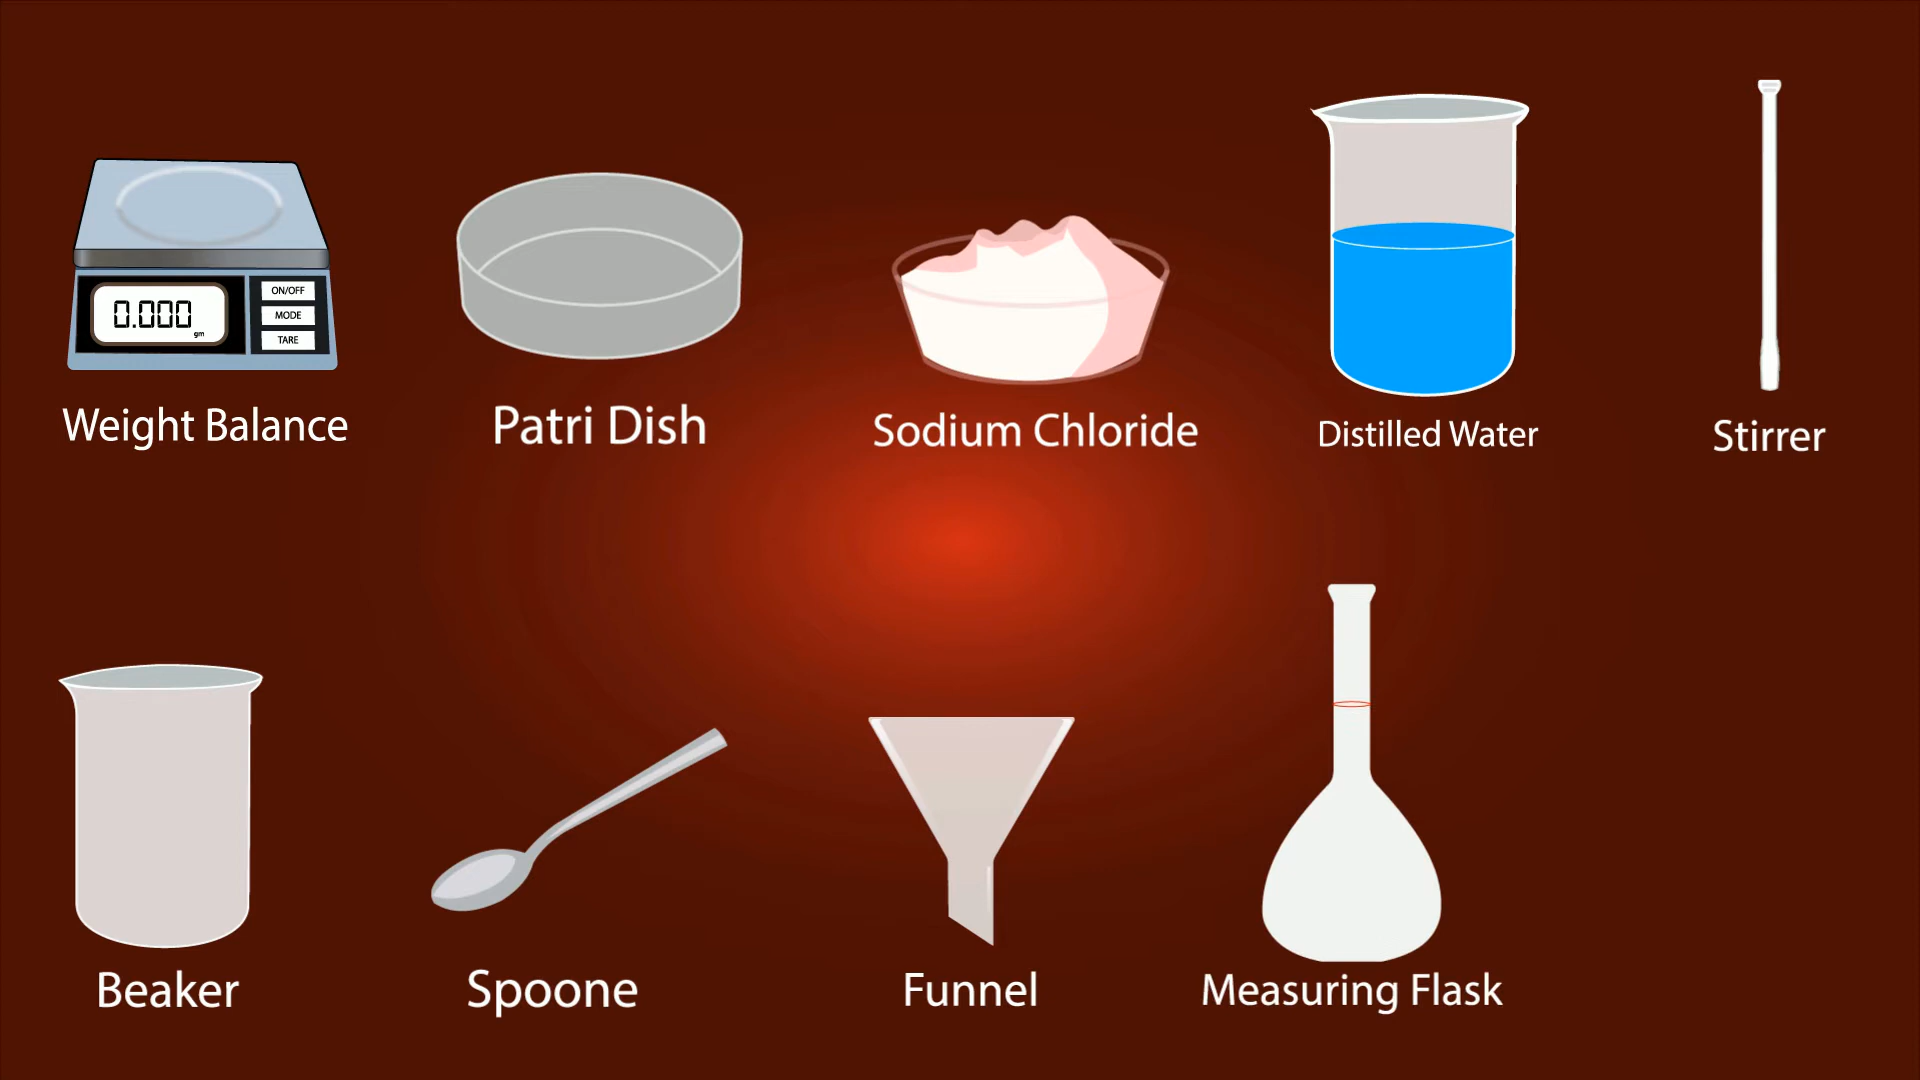 ON/OFF
0.000
MODE
gm
TARE
Weight Balance
Patri Dish
Sodium Chloride
Distilled Water
Stirrer
Beaker
Spoone
Funnel
Measuring Flask